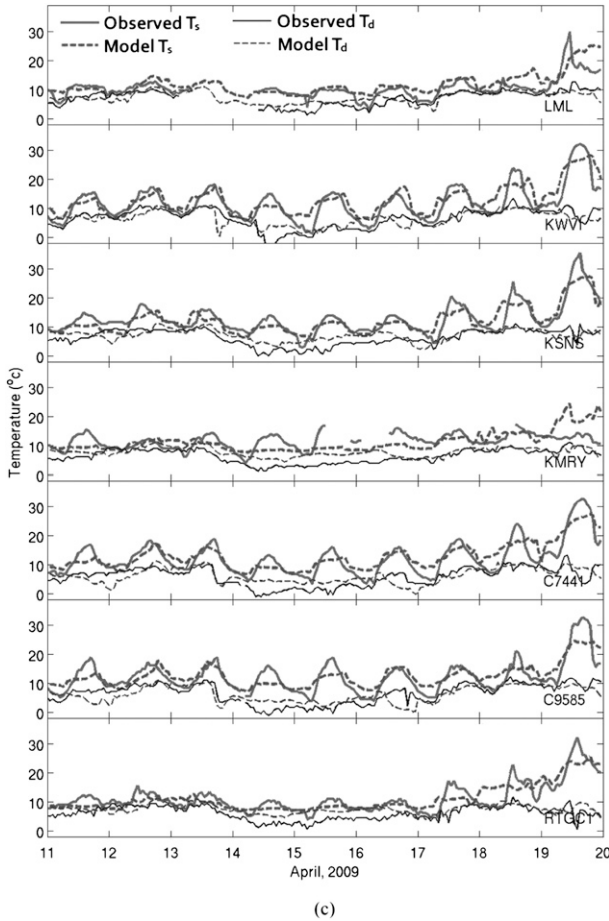 Observed Ts
Observed Td
Model Ts
Model Td
30
20
10
0
LML
30
20
10
0
KWVI
30
20
10
0
KSNS
30
20
10
0
KMRY
30
20
10
0
C7441
30
20
10
0
C9585
30
20
10
0
RTGC1
Temperature (°c)
11 12 13 14 15 16 17 18 19 20
April, 2009
(c)